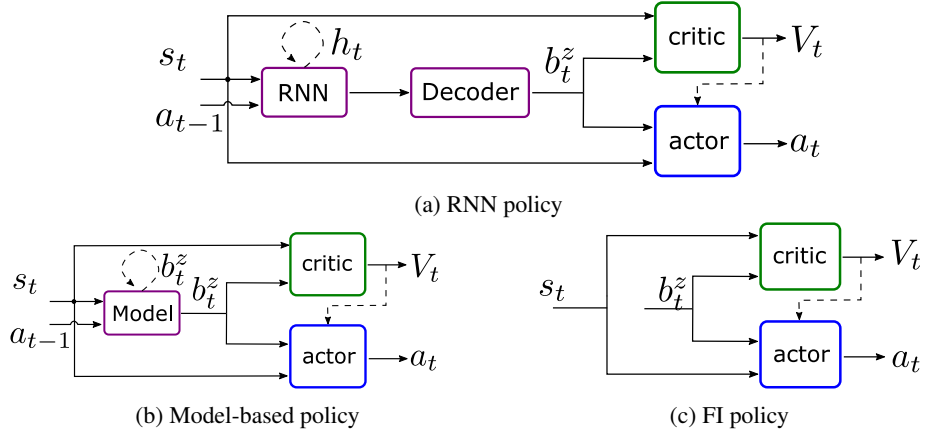 s_t
a_{t-1}
h_t
RNN
Decoder
b_t^z
critic
V_t
actor
a_t
(a) RNN policy
s_t
a_{t-1}
b_t^z
Model
b_t^z
critic
V_t
actor
a_t
(b) Model-based policy
s_t
b_t^z
critic
V_t
actor
a_t
(c) FI policy